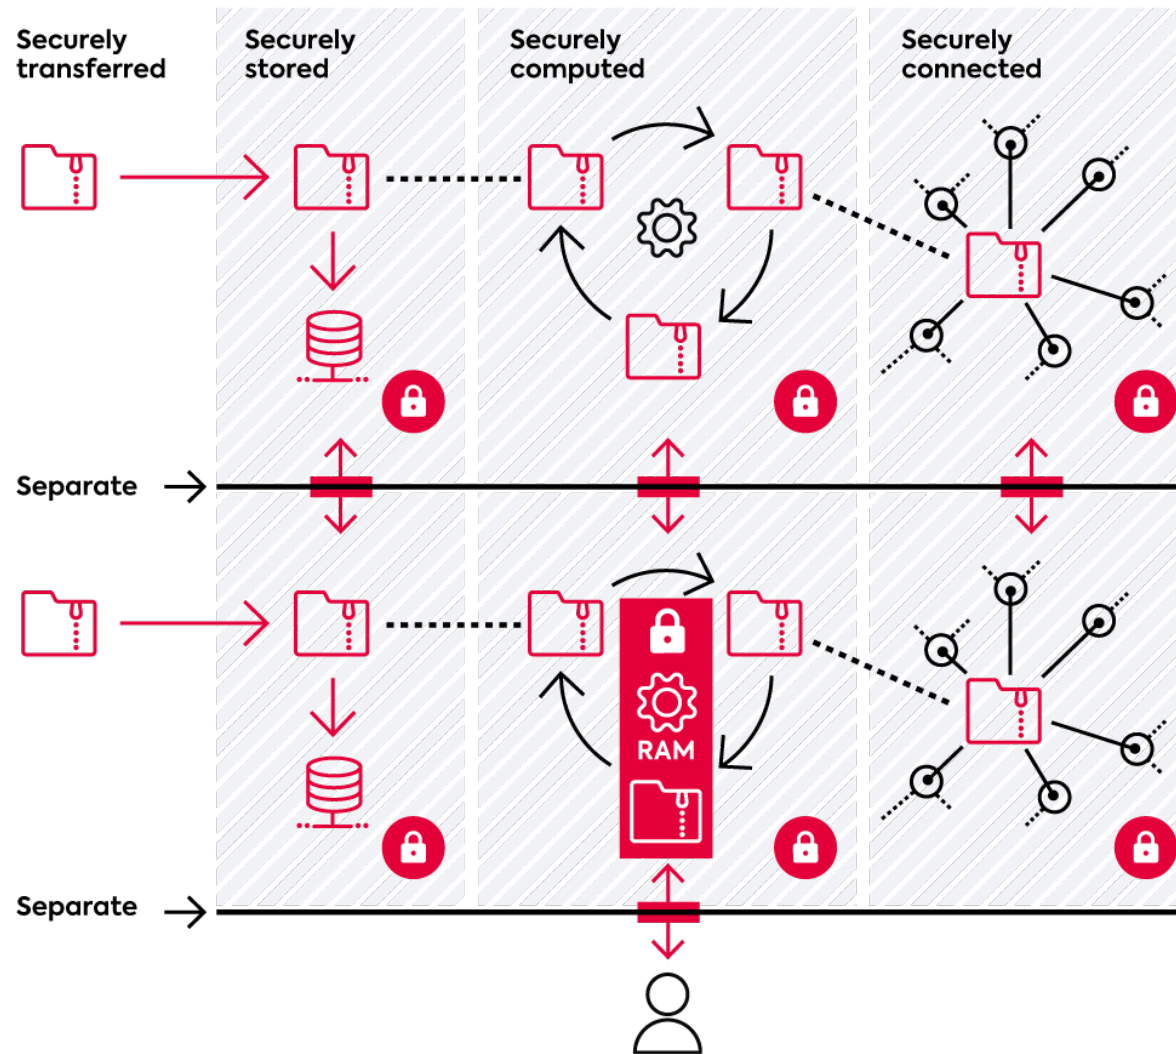 Securely
transferred
Securely
stored
Securely
computed
Securely
connected
Separate
RAM
Separate